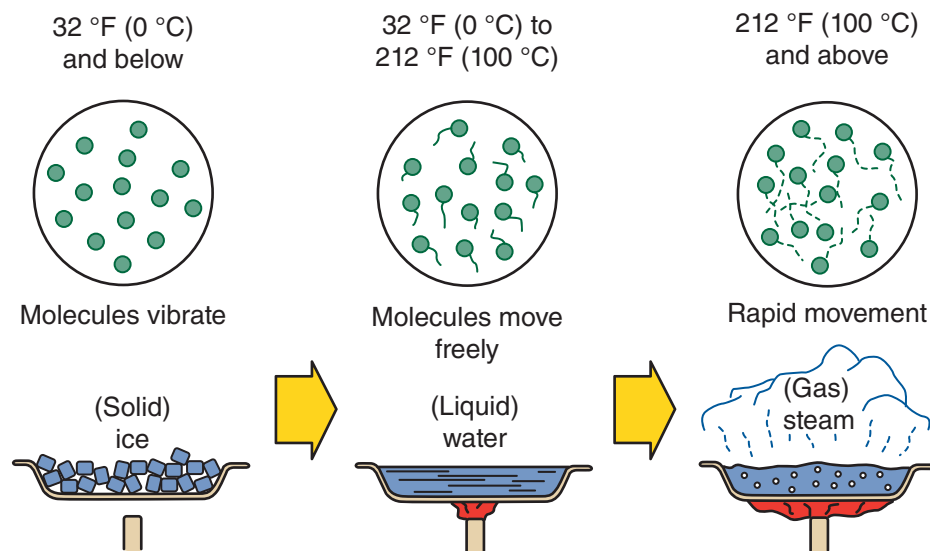 32 °F (0 °C)
and below
32 °F (0 °C) to
212 °F (100 °C)
212 °F (100 °C)
and above
Molecules vibrate
Molecules move
freely
Rapid movement
(Solid)
ice
(Liquid)
water
(Gas)
steam